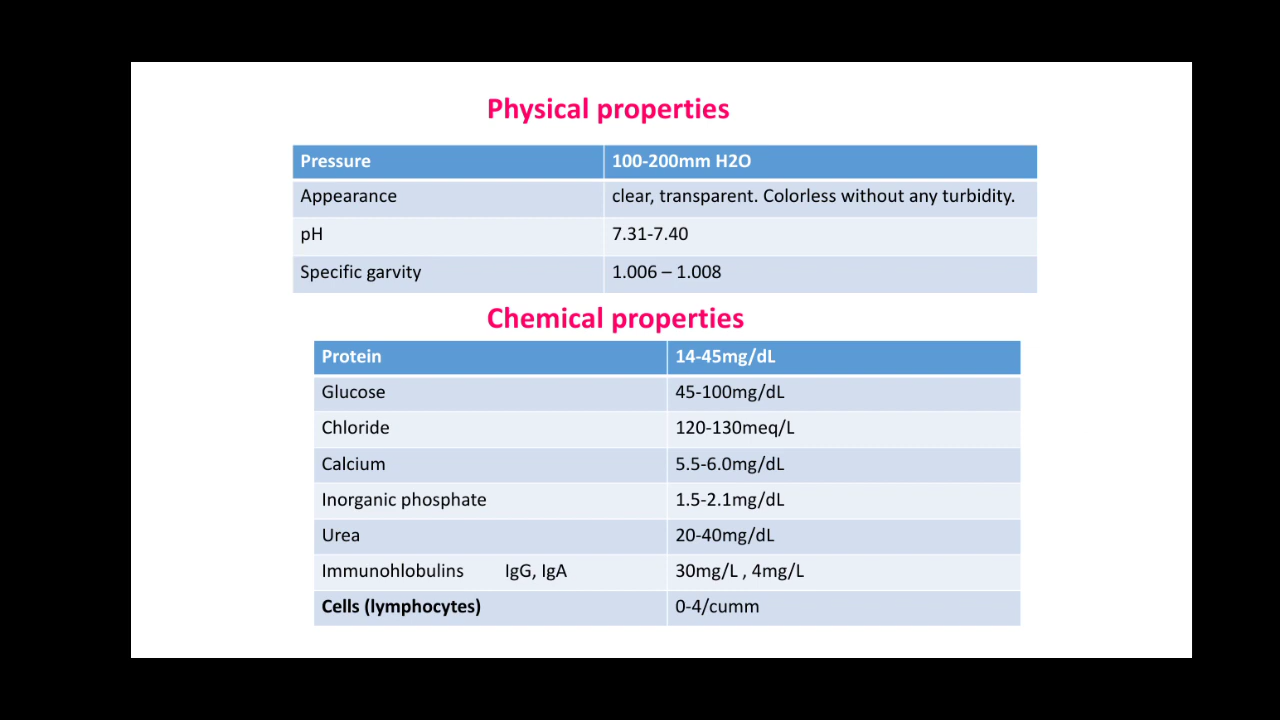 Physical properties
Pressure 100-200mm H2O
Appearance clear, transparent. Colorless without any turbidity.
pH 7.31-7.40
Specific garvity 1.006 – 1.008
Chemical properties
Protein 14-45mg/dL
Glucose 45-100mg/dL
Chloride 120-130meq/L
Calcium 5.5-6.0mg/dL
Inorganic phosphate 1.5-2.1mg/dL
Urea 20-40mg/dL
Immunohlobulins IgG, IgA 30mg/L , 4mg/L
Cells (lymphocytes) 0-4/cumm